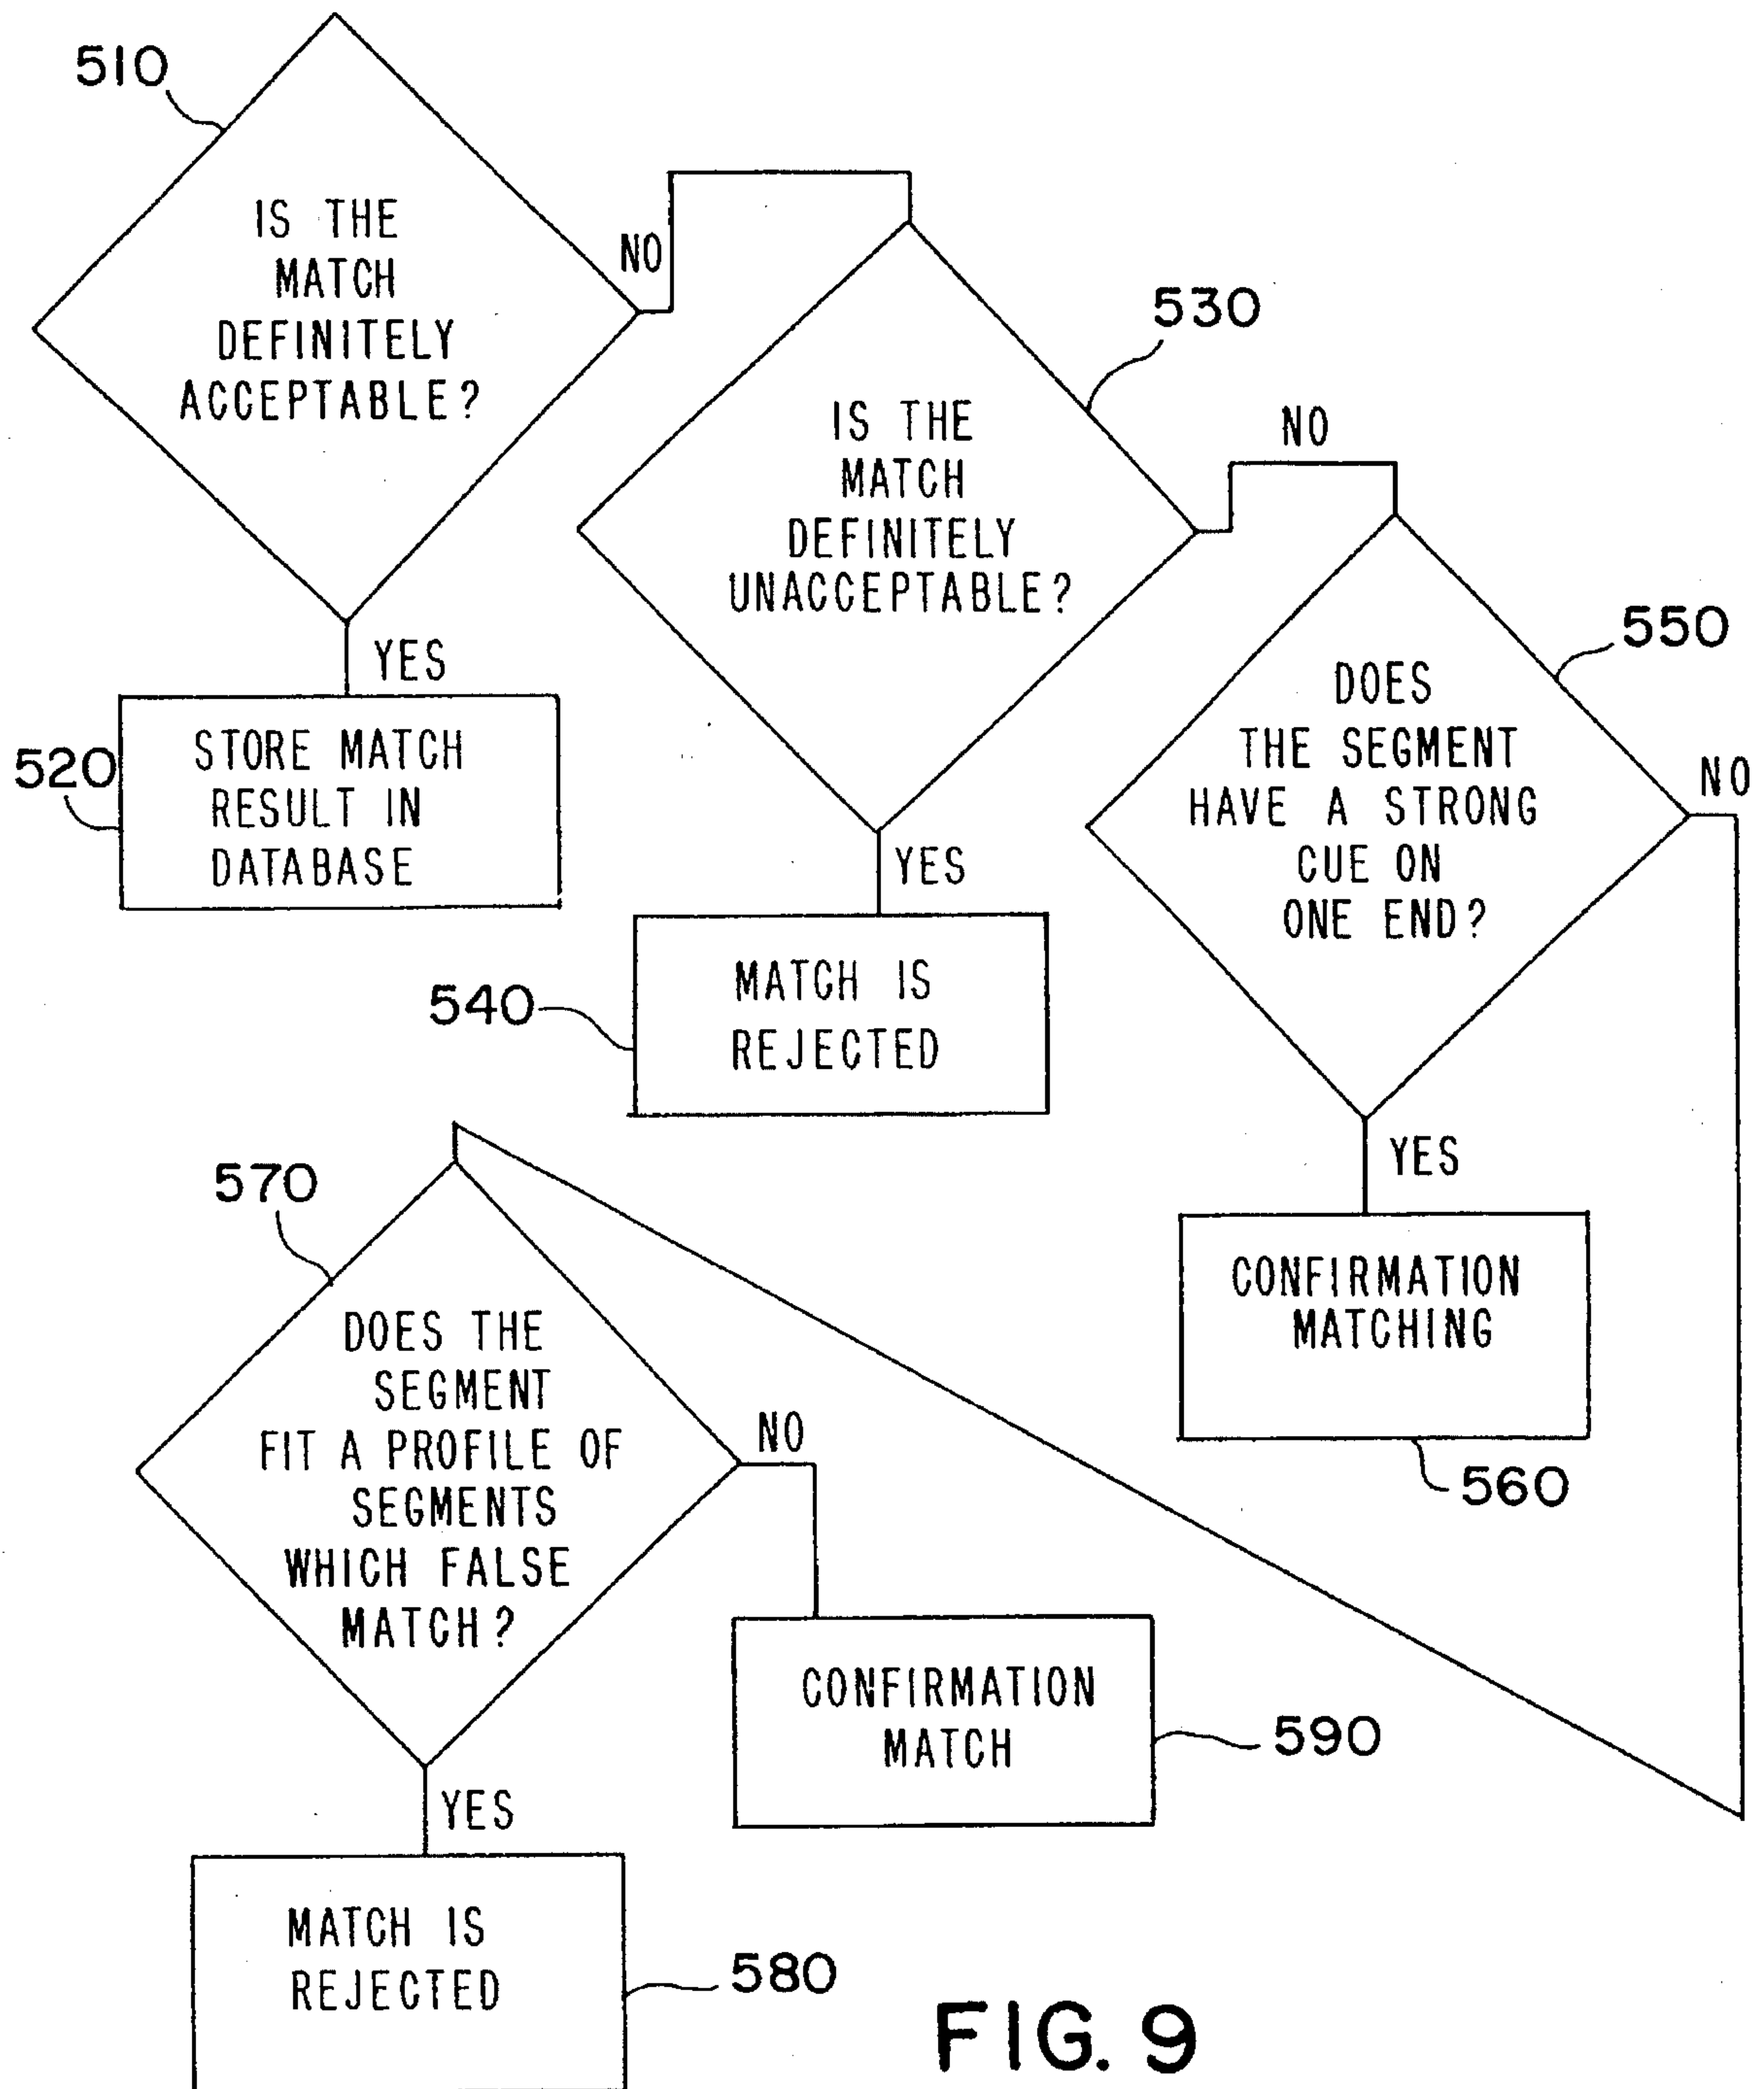 510
IS THE
MATCH
DEFINITELY
ACCEPTABLE?
NO
YES
520
STORE MATCH
RESULT IN
DATABASE
530
IS THE
MATCH
DEFINITELY
UNACCEPTABLE?
NO
YES
540
MATCH IS
REJECTED
550
DOES
THE SEGMENT
HAVE A STRONG
CUE ON
ONE END?
NO
YES
CONFIRMATION
MATCHING
560
570
DOES THE
SEGMENT
FIT A PROFILE OF
SEGMENTS
WHICH FALSE
MATCH?
NO
CONFIRMATION
MATCH
590
YES
MATCH IS
REJECTED
580
FIG. 9